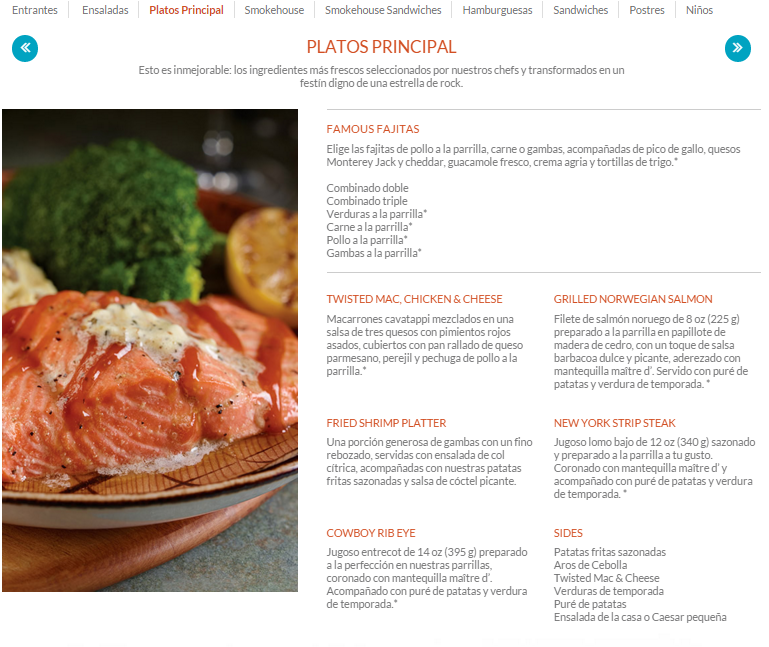 Entrantes
Ensaladas
Platos Principal
Smokehouse
Smokehouse Sandwiches
Hamburguesas
Sandwiches
Postres
Niños
PLATOS PRINCIPAL
Esto es inmejorable: los ingredientes más frescos seleccionados por nuestros chefs y transformados en un
festín digno de una estrella de rock.
FAMOUS FAJITAS
Elige las fajitas de pollo a la parrilla, carne o gambas, acompañadas de pico de gallo, quesos
Monterey Jack y cheddar, guacamole fresco, crema agria y tortillas de trigo.*
Combinado doble
Combinado triple
Verduras a la parrilla*
Carne a la parrilla*
Pollo a la parrilla*
Gambas a la parrilla*
TWISTED MAC, CHICKEN & CHEESE
Macarrones cavatappi mezclados en una
salsa de tres quesos con pimientos rojos
asados, cubiertos con pan rallado de queso
parmesano, perejil y pechuga de pollo a la
parrilla.*
GRILLED NORWEGIAN SALMON
Filete de salmón noruego de 8 oz (225 g)
preparado a la parrilla en papillote de
madera de cedro, con un toque de salsa
barbacoa dulce y picante, aderezado con
mantequilla maître d'. Servido con puré de
patatas y verdura de temporada. *
FRIED SHRIMP PLATTER
Una porción generosa de gambas con un fino
rebozado, servidas con ensalada de col
cítrica, acompañadas con nuestras patatas
fritas sazonadas y salsa de cóctel picante.
NEW YORK STRIP STEAK
Jugoso lomo bajo de 12 oz (340 g) sazonado
y preparado a la parrilla a tu gusto.
Coronado con mantequilla maître d' y
acompañado con puré de patatas y verdura
de temporada. *
COWBOY RIB EYE
Jugoso entrecot de 14 oz (395 g) preparado
a la perfección en nuestras parrillas,
coronado con mantequilla maître d'.
Acompañado con puré de patatas y verdura
de temporada.*
SIDES
Patatas fritas sazonadas
Aros de Cebolla
Twisted Mac & Cheese
Verduras de temporada
Puré de patatas
Ensalada de la casa o Caesar pequeña